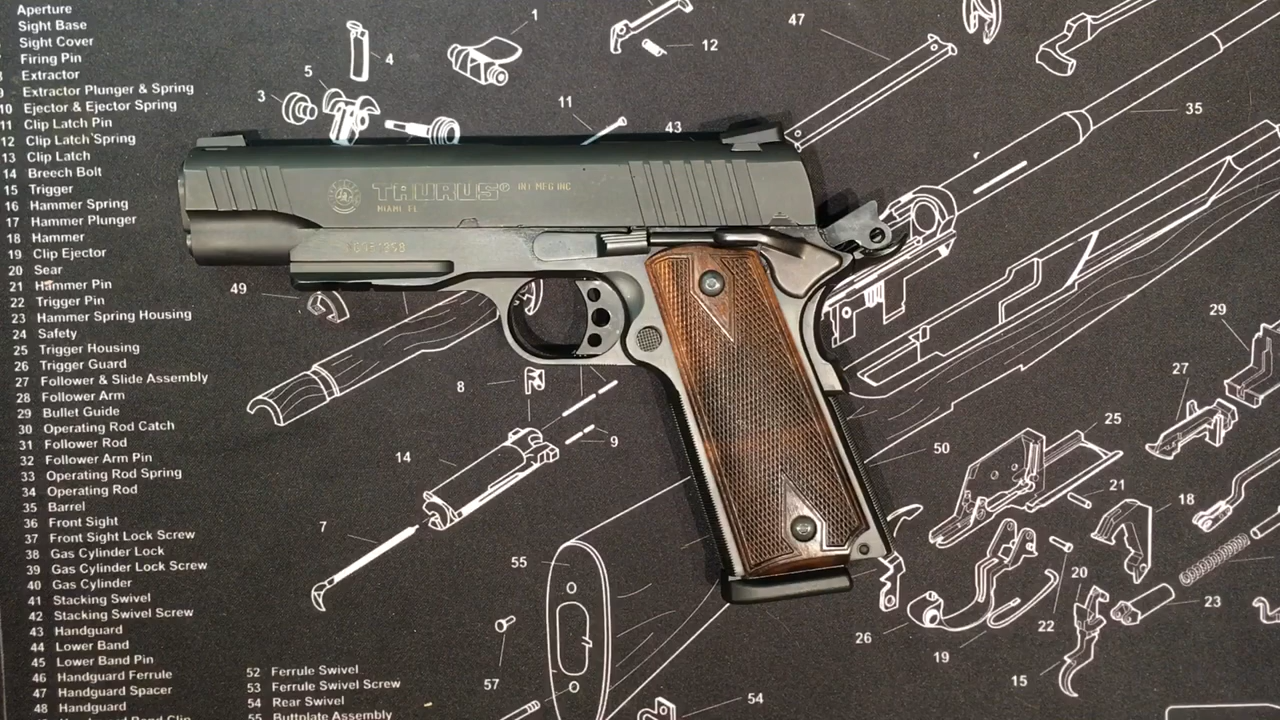 Aperture
Sight Base
Sight Cover
Firing Pin
Extractor
9 Extractor Plunger & Spring
10 Ejector & Ejector Spring
11 Clip Latch Pin
12 Clip Latch Spring
13 Clip Latch
14 Breech Bolt
15 Trigger
16 Hammer Spring
17 Hammer Plunger
18 Hammer
19 Clip Ejector
20 Sear
21 Hammer Pin
22 Trigger Pin
23 Hammer Spring Housing
24 Safety
25 Trigger Housing
26 Trigger Guard
27 Follower & Slide Assembly
28 Follower Arm
29 Bullet Guide
30 Operating Rod Catch
31 Follower Rod
32 Follower Arm Pin
33 Operating Rod Spring
34 Operating Rod
35 Barrel
36 Front Sight
37 Front Sight Lock Screw
38 Gas Cylinder Lock
39 Gas Cylinder Lock Screw
40 Gas Cylinder
41 Stacking Swivel
42 Stacking Swivel Screw
43 Handguard
44 Lower Band
45 Lower Band Pin
46 Handguard Ferrule
47 Handguard Spacer
48 Handguard
52 Ferrule Swivel
53 Ferrule Swivel Screw
54 Rear Swivel
55 Buttplate Assembly
1
47
12
4
5
3
11
43
35
TAURUS® INT MFG INC
MIAMI FL
49
29
27
8
9
14
50
25
21
18
7
55
20
23
22
26
19
15
57
54